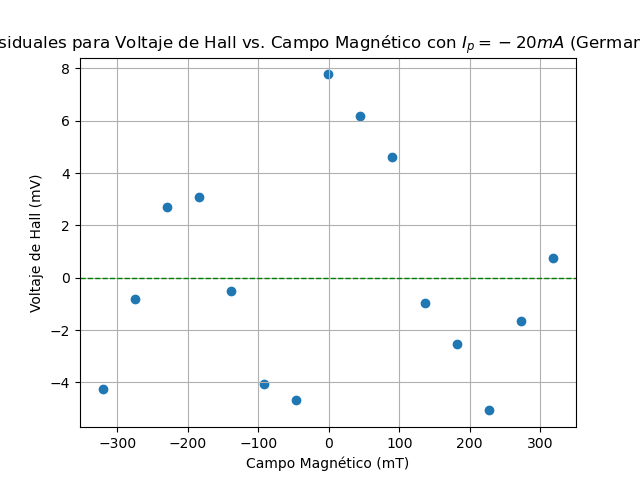 siduales para Voltaje de Hall vs. Campo Magnético con $I_p = -20mA$ (German
8
6
4
2
0
−2
−4
Voltaje de Hall (mV)
−300 −200 −100 0 100 200 300
Campo Magnético (mT)